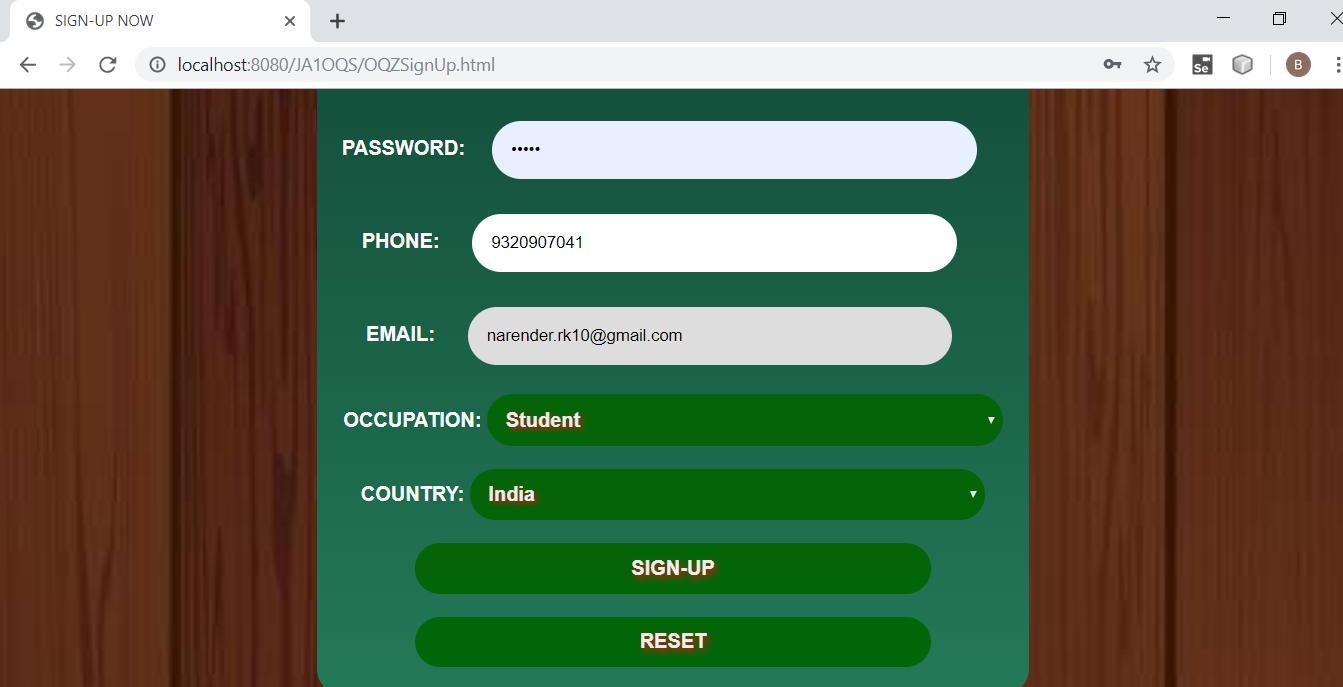 SIGN-UP NOW
localhost:8080/JA1OQS/OQZSignUp.html
Se
B
PASSWORD: •••••
PHONE: 9320907041
EMAIL: narender.rk10@gmail.com
OCCUPATION: Student
COUNTRY: India
SIGN-UP
RESET